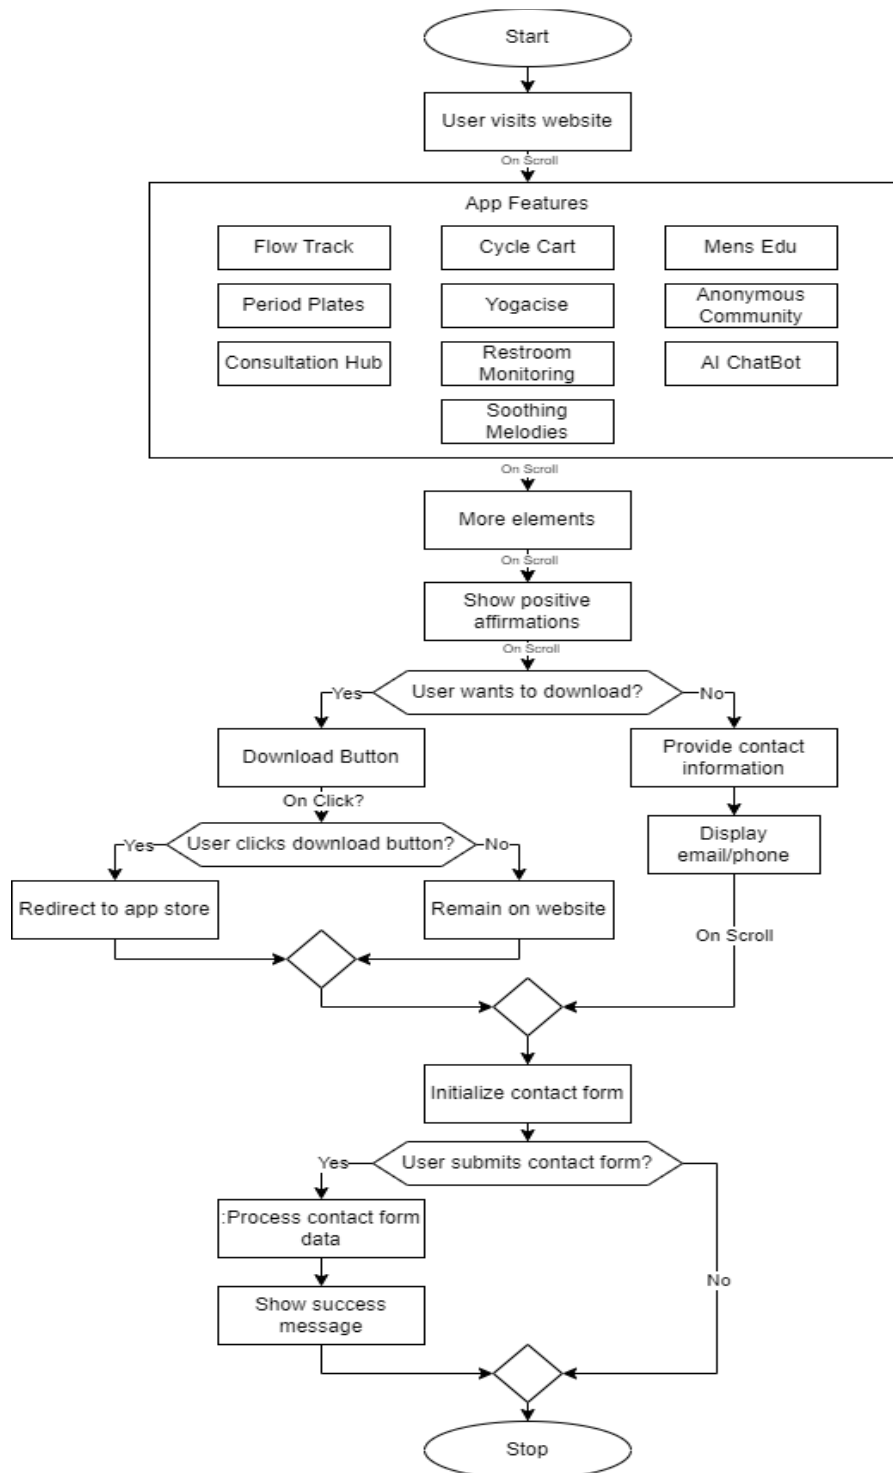 Start
User visits website
On Scroll
App Features
Flow Track
Cycle Cart
Mens Edu
Period Plates
Yogacise
Anonymous
Community
Consultation Hub
Restroom
Monitoring
AI ChatBot
Soothing
Melodies
On Scroll
More elements
On Scroll
Show positive
affirmations
On Scroll
User wants to download?
Yes
No
Download Button
Provide contact
information
On Click?
User clicks download button?
Yes
No
Display
email/phone
Redirect to app store
Remain on website
On Scroll
Initialize contact form
User submits contact form?
Yes
:Process contact form
data
No
Show success
message
Stop